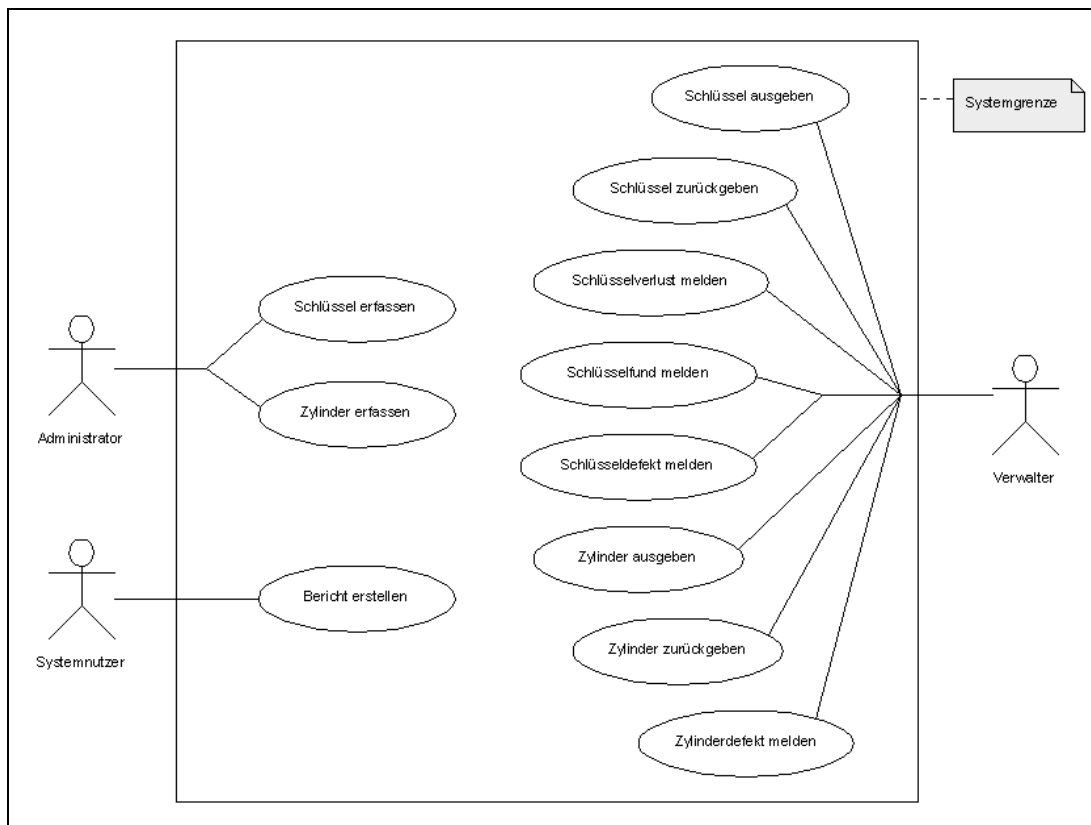 Schlüssel ausgeben
Systemgrenze
Schlüssel zurückgeben
Schlüsselverlust melden
Schlüssel erfassen
Schlüsselfund melden
Zylinder erfassen
Administrator
Schlüsseldefekt melden
Verwalter
Zylinder ausgeben
Bericht erstellen
Zylinder zurückgeben
Systemnutzer
Zylinderdefekt melden